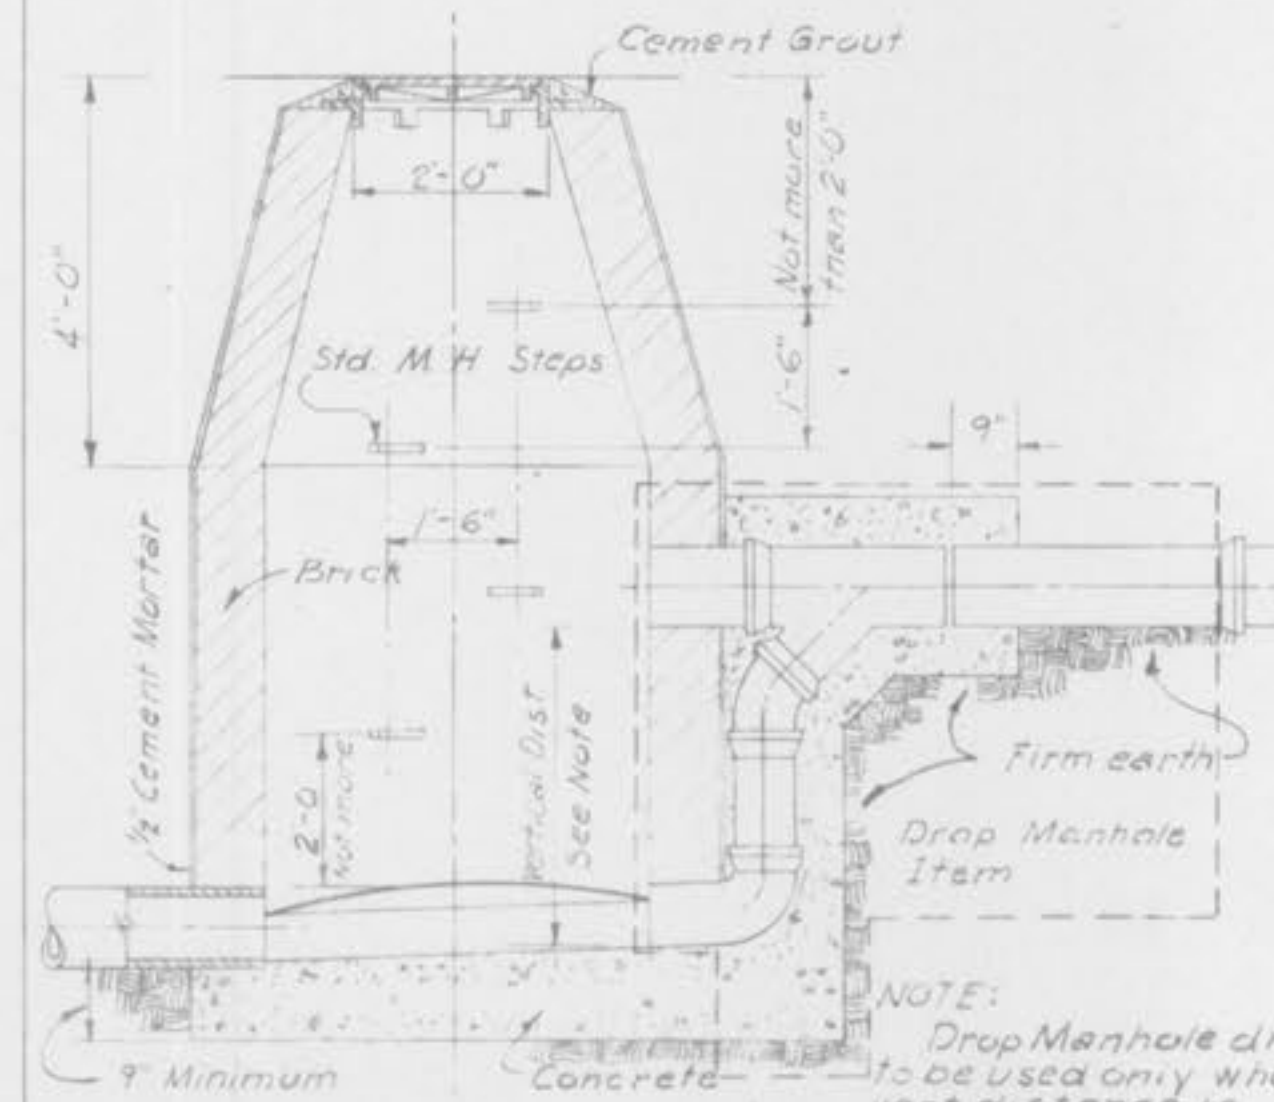 Cement Grout
2'-0"
Not more
than 2'-0"
4'-0"
1'-6"
Std. M H Steps
9"
1'-6"
Brick
1/2" Cement Mortar
Vertical Dist
See Note
2-0
Not more
Firm earth
Drop Manhole
Item
NOTE:
Drop Manhole
to be used only
9" Minimum
Concrete